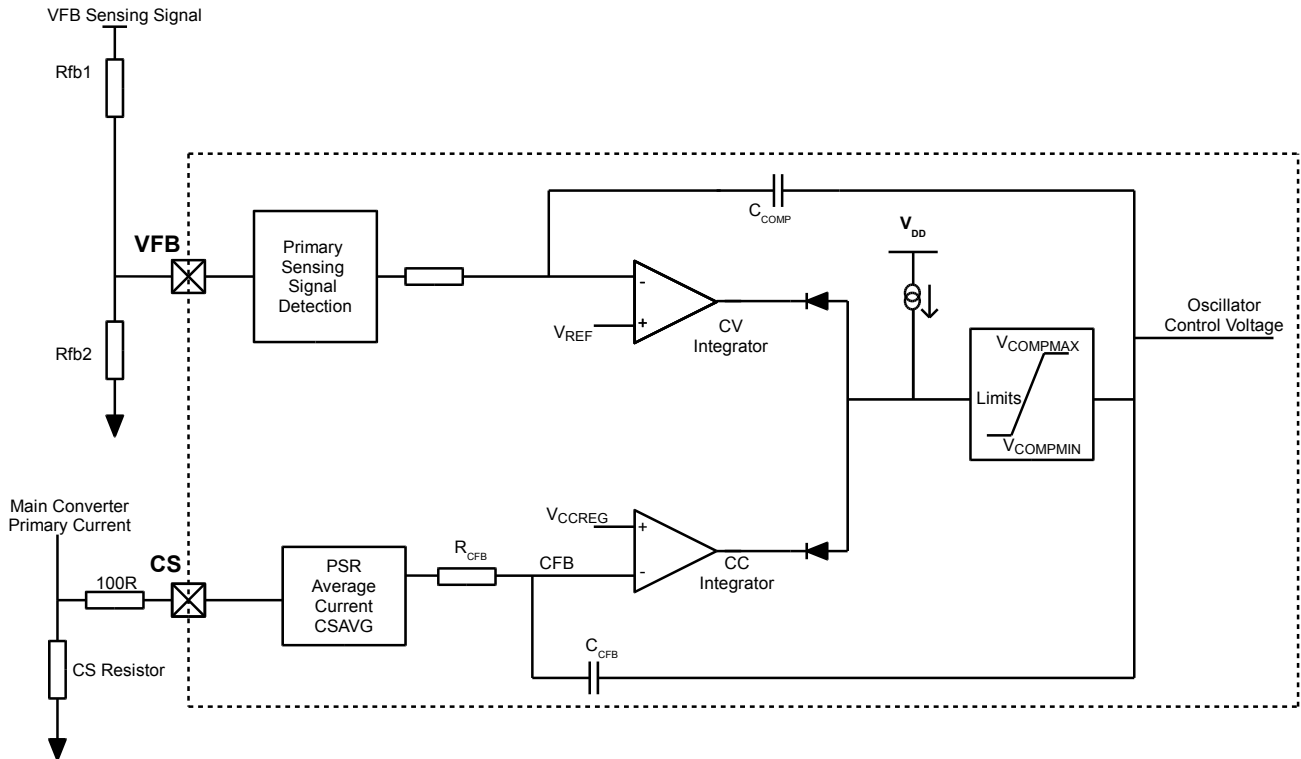 VFB Sensing Signal
Rfb1
VFB
Rfb2
Primary
Sensing
Signal
Detection
C_COMP
-
+
V_REF
CV
Integrator
V_DD
Oscillator
Control Voltage
V_COMPMAX
Limits
V_COMPMIN
Main Converter
Primary Current
CS
100R
CS Resistor
PSR
Average
Current
CSAVG
R_CFB
CFB
V_CCREG
+
-
CC
Integrator
C_CFB